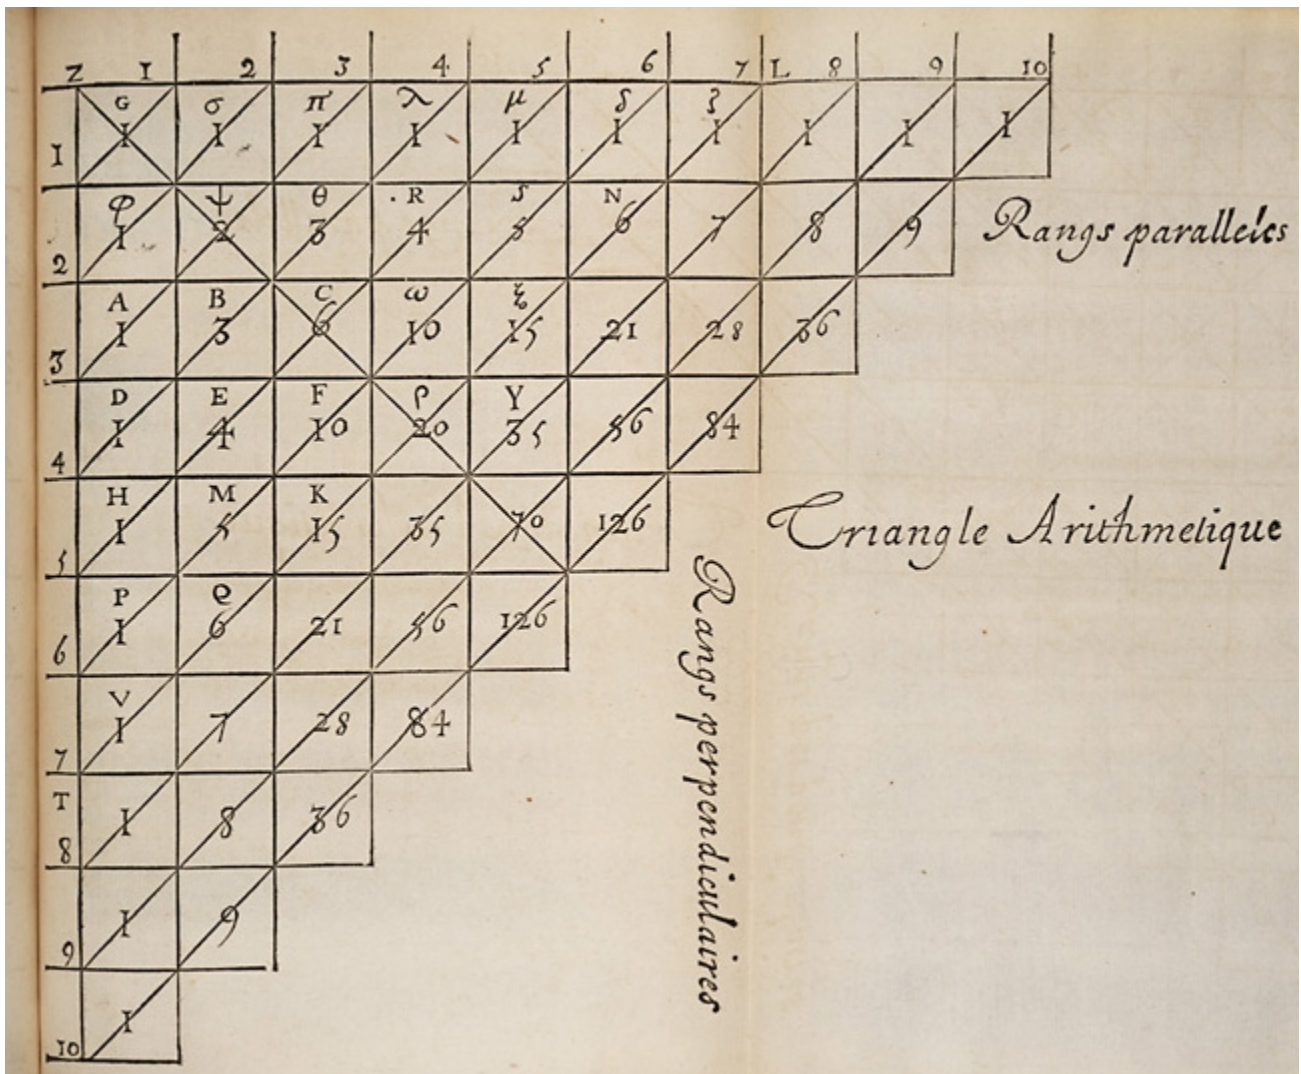 Z 1 2 3 4 5 6 7 L 8 9 10
G σ π λ μ δ ζ
1 1 1 1 1 1 1 1 1 1 1
φ ψ θ R S N
1 2 3 4 5 6 7 8 9 Rangs paralleles
2
A B C ω ξ
1 3 6 10 15 21 28 36
3
D E F ρ Y
1 4 10 20 35 56 84
4
H M K
1 5 15 35 70 126 Triangle Arithmetique
5
P Q
1 6 21 56 126
6
V
1 7 28 84
7
T
1 8 36
8
1 9
9
1
10
Rangs perpendiculaires